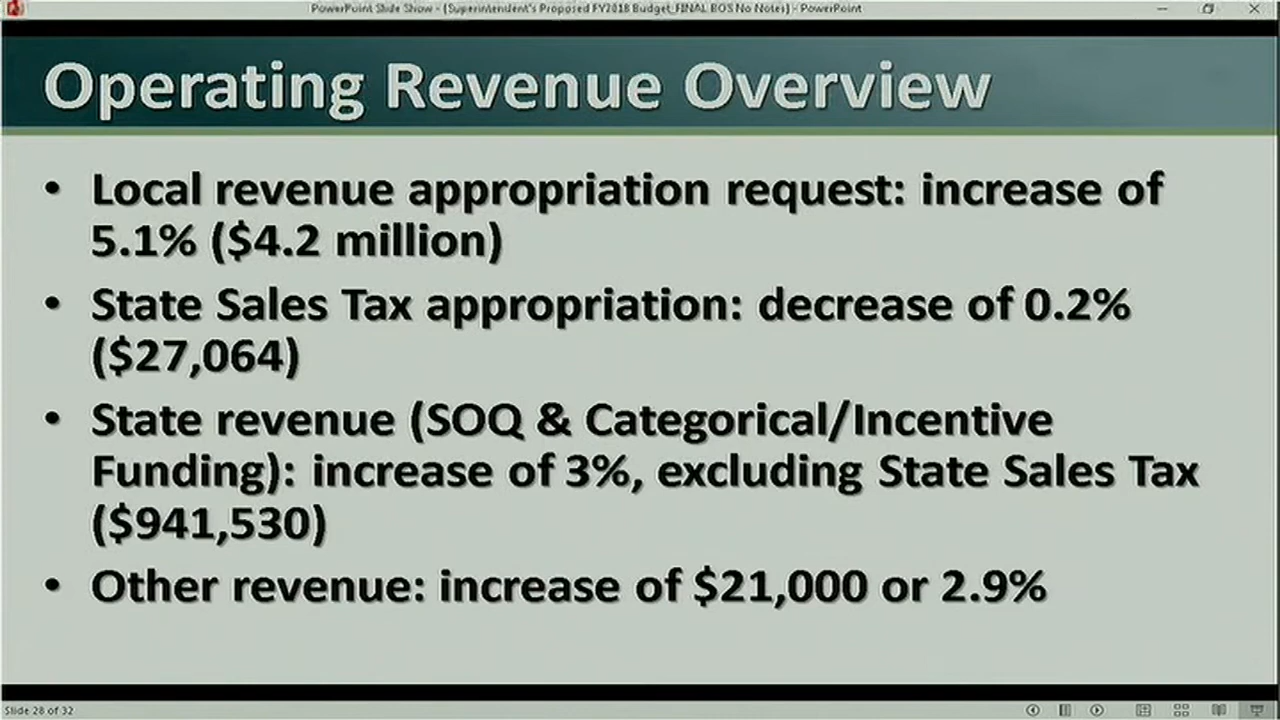 PowerPoint Slide Show - (Superintendent's Proposed FY2018 Budget_FINAL BOS No Notes) - PowerPoint
Operating Revenue Overview
• Local revenue appropriation request: increase of
5.1% ($4.2 million)
• State Sales Tax appropriation: decrease of 0.2%
($27,064)
• State revenue (SOQ & Categorical/Incentive
Funding): increase of 3%, excluding State Sales Tax
($941,530)
• Other revenue: increase of $21,000 or 2.9%
Slide 28 of 32